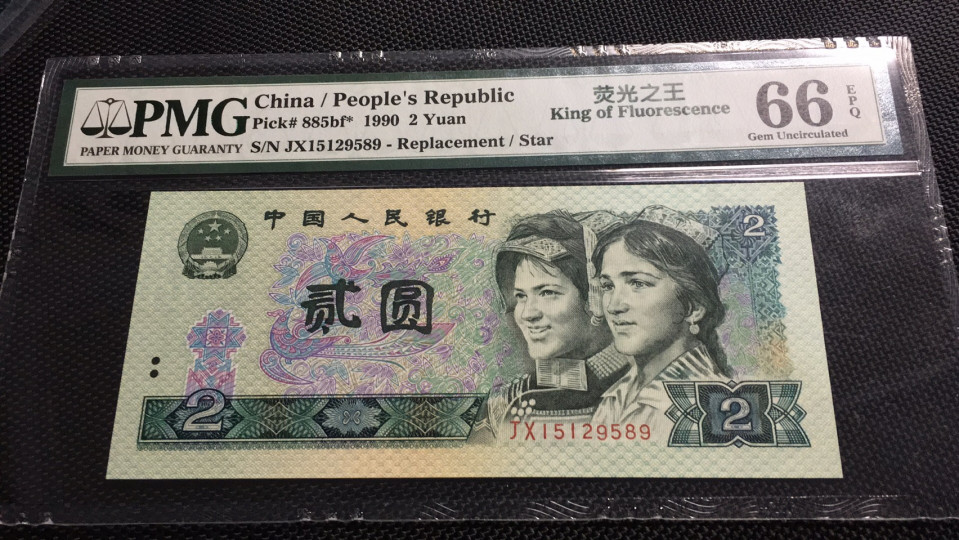 PMG
PAPER MONEY GUARANTY
China / People's Republic
Pick# 885bf* 1990 2 Yuan
S/N JX15129589 - Replacement / Star
荧光之王
King of Fluorescence
66
EPQ
Gem Uncirculated
中国人民银行
2
贰圆
2
JX15129589
2